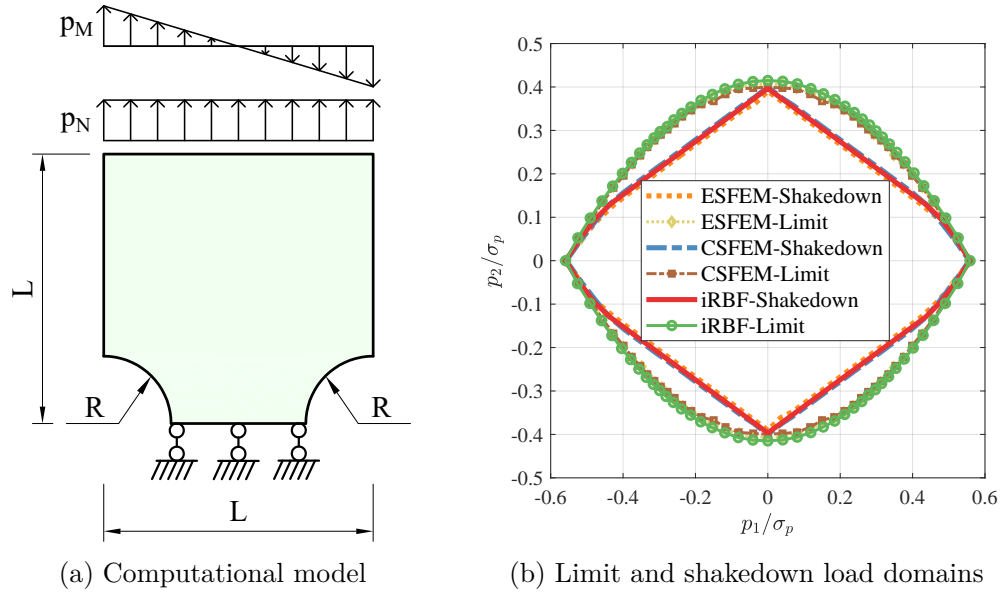 p_M
p_N
L
R
R
L
(a) Computational model
0.5
0.4
0.3
0.2
0.1
0
-0.1
-0.2
-0.3
-0.4
-0.5
p_2/σ_p
ESFEM-Shakedown
ESFEM-Limit
CSFEM-Shakedown
CSFEM-Limit
iRBF-Shakedown
iRBF-Limit
-0.6 -0.4 -0.2 0 0.2 0.4 0.6
p_1/σ_p
(b) Limit and shakedown load domains